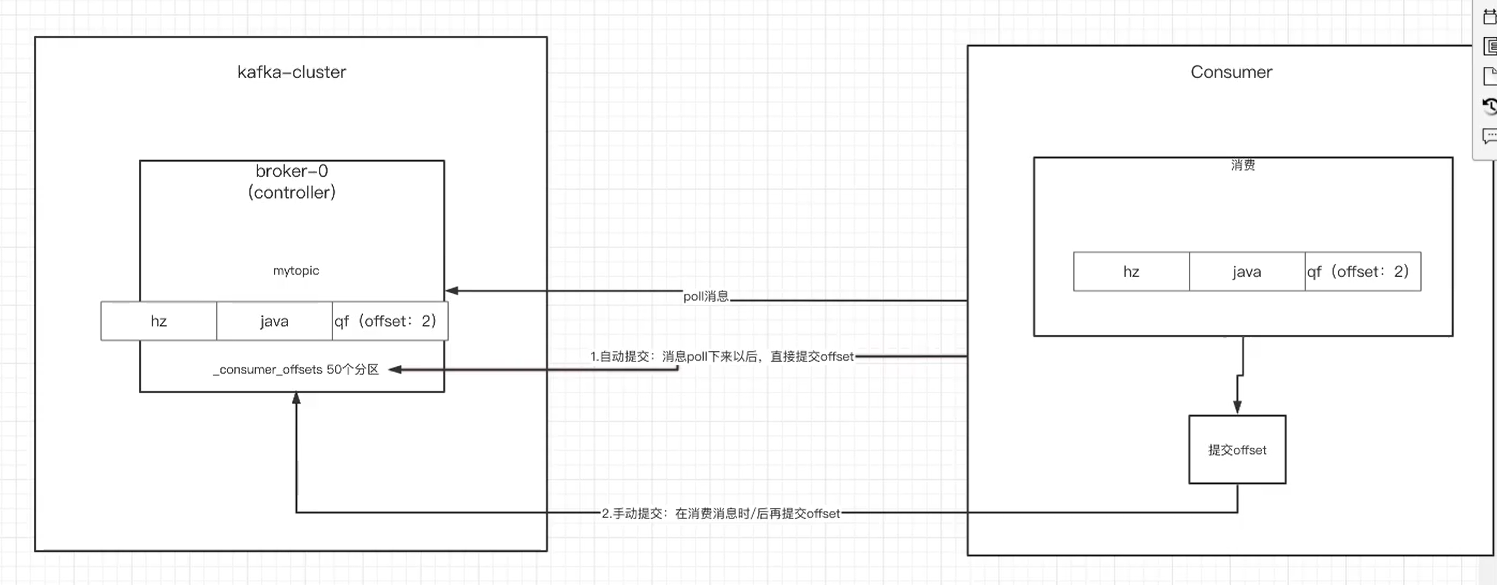 kafka-cluster
broker-0
(controller)
mytopic
hz
java
qf（offset：2）
_consumer_offsets 50个分区
poll消息
1.自动提交：消息poll下来以后，直接提交offset
2.手动提交：在消费消息时/后再提交offset
Consumer
消费
hz
java
qf（offset：2）
提交offset